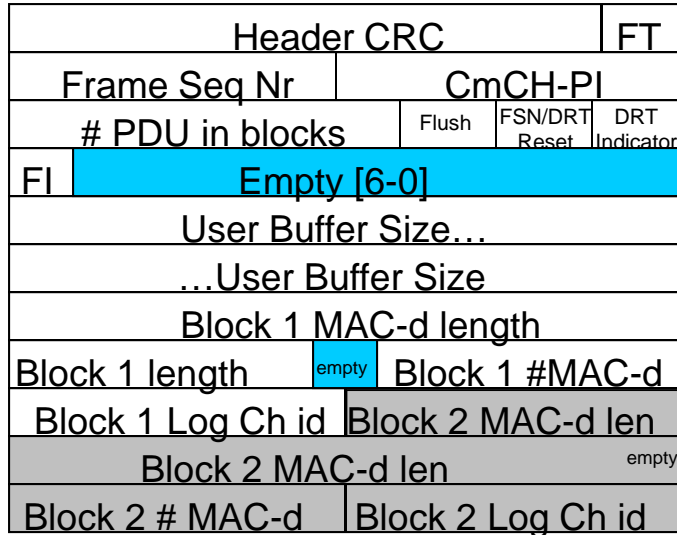 Header CRC FT
Frame Seq Nr CmCH-PI
# PDU in blocks Flush FSN/DRT Reset DRT Indicator
FI Empty [6-0]
User Buffer Size…
…User Buffer Size
Block 1 MAC-d length
Block 1 length empty Block 1 #MAC-d
Block 1 Log Ch id Block 2 MAC-d len
Block 2 MAC-d len empty
Block 2 # MAC-d Block 2 Log Ch id